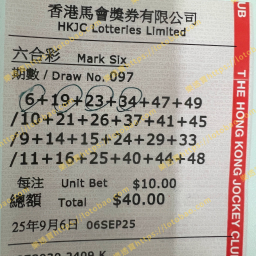 香港馬會獎券有限公司
HKJC Lotteries Limited
六合彩 Mark Six
期數 / Draw No. 097
6+19+23+34+47+49
/10+21+26+37+41+45
/9+14+15+24+29+33
/11+16+25+40+44+48
每注 Unit Bet $10.00
總額 Total $40.00
25年9月6日 06SEP25
UB
THE HONG KONG JOCKEY CLU